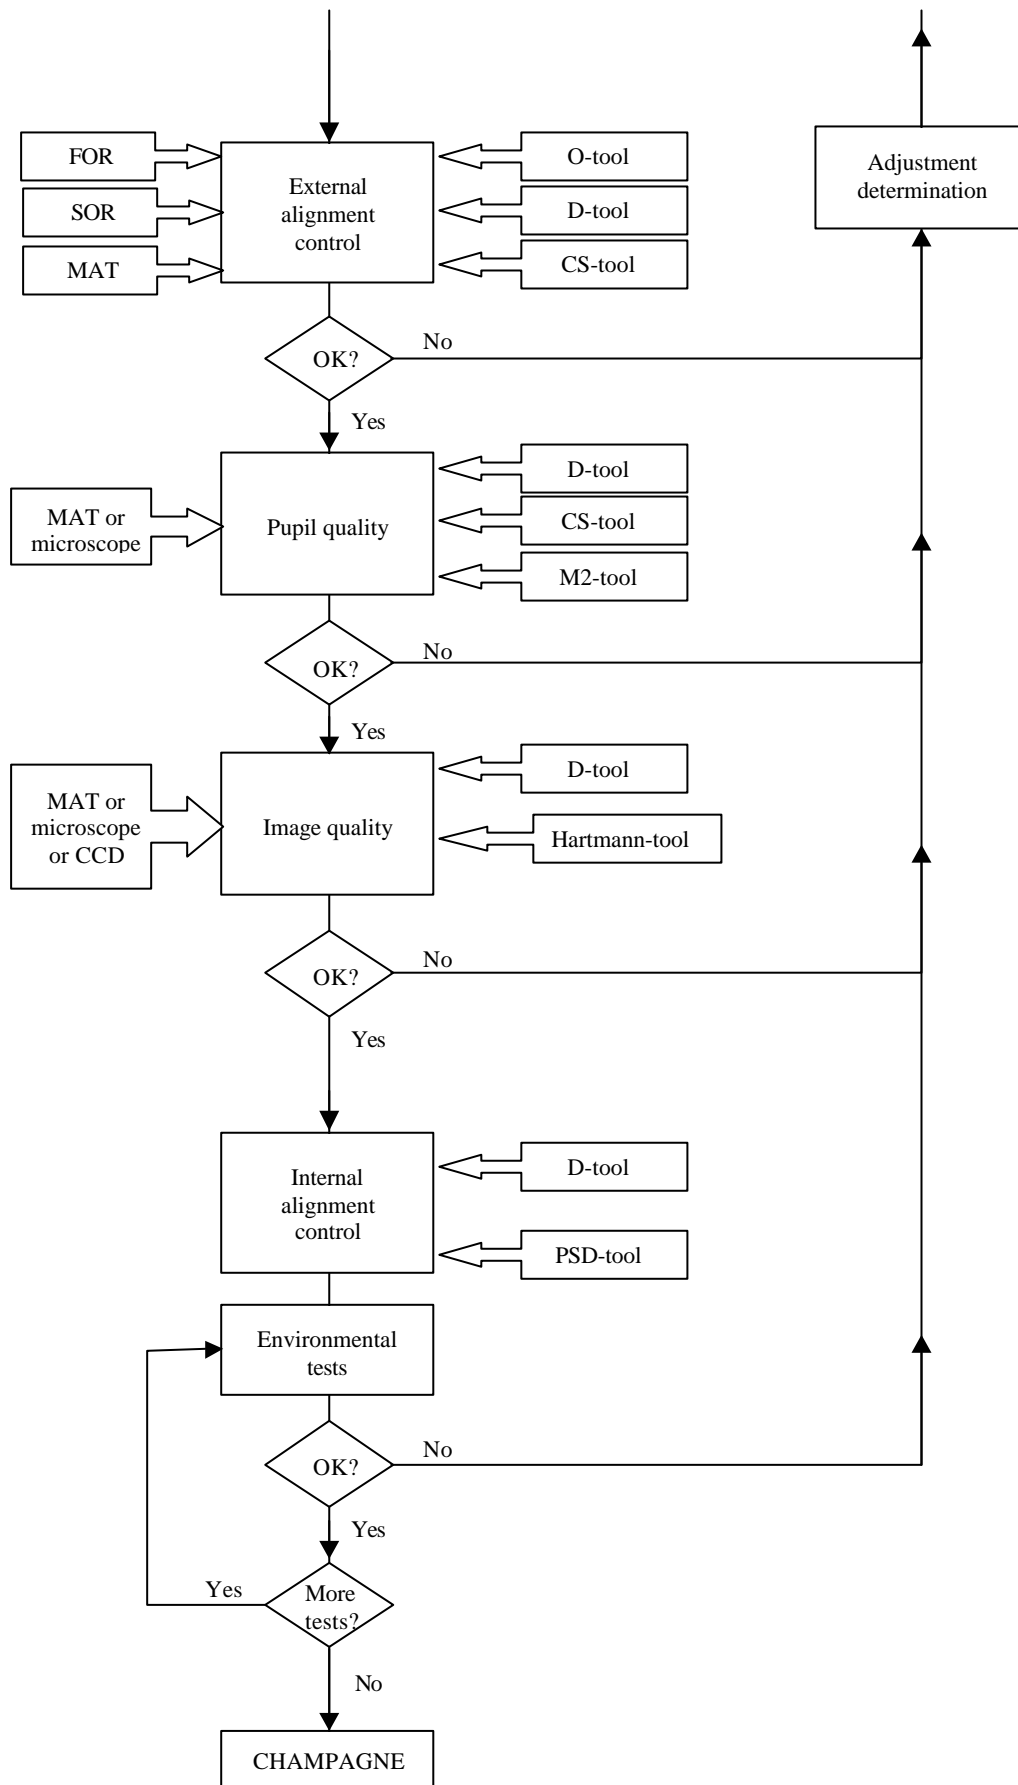 FOR
SOR
MAT
External
alignment
control
O-tool
D-tool
CS-tool
Adjustment
determination
OK?
No
Yes
MAT or
microscope
Pupil quality
D-tool
CS-tool
M2-tool
OK?
No
Yes
MAT or
microscope
or CCD
Image quality
D-tool
Hartmann-tool
OK?
No
Yes
Internal
alignment
control
D-tool
PSD-tool
Environmental
tests
OK?
No
Yes
Yes
More
tests?
No
CHAMPAGNE